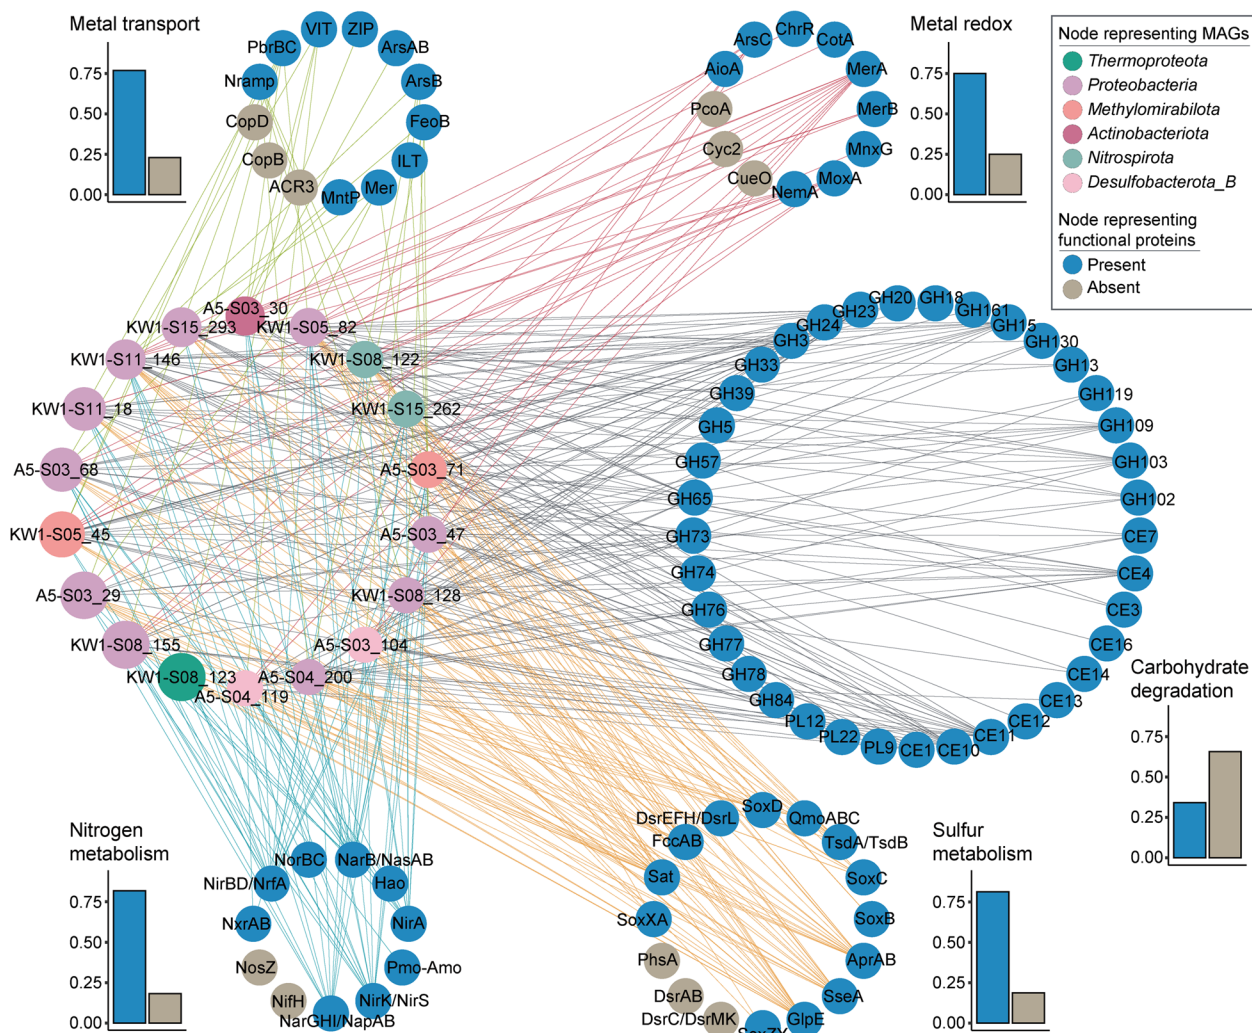 Metal transport
0.75
0.50
0.25
0.00
VIT
ZIP
PbrBC
ArsAB
Nramp
ArsB
CopD
FeoB
CopB
ILT
ACR3
MntP
Mer
Metal redox
0.75
0.50
0.25
0.00
ArsC
ChrR
CotA
AioA
MerA
PcoA
MerB
Cyc2
MnxG
CueO
NemA
MoxA
Node representing MAGs
Thermoproteota
Proteobacteria
Methylomirabilota
Actinobacteriota
Nitrospirota
Desulfobacterota_B
Node representing
functional proteins
Present
Absent
A5-S03_30
KW1-S15_293
KW1-S05_82
KW1-S11_146
KW1-S08_122
KW1-S11_18
KW1-S15_262
A5-S03_68
A5-S03_71
KW1-S05_45
A5-S03_47
A5-S03_29
KW1-S08_128
KW1-S08_155
A5-S03_104
KW1-S08_123
A5-S04_200
A5-S04_119
GH20
GH18
GH23
GH161
GH24
GH15
GH3
GH130
GH33
GH13
GH39
GH119
GH5
GH109
GH57
GH103
GH65
GH102
GH73
CE7
GH74
CE4
GH76
CE3
GH77
CE16
GH78
CE14
GH84
CE13
PL12
CE12
PL22
CE11
PL9
CE1
CE10
Carbohydrate
degradation
0.75
0.50
0.25
0.00
Nitrogen
metabolism
0.75
0.50
0.25
0.00
NorBC
NarB/NasAB
NirBD/NrfA
Hao
NxrAB
NirA
NosZ
Pmo-Amo
NifH
NirK/NirS
NarGHI/NapAB
SoxD
DsrEFH/DsrL
QmoABC
FccAB
TsdA/TsdB
Sat
SoxC
SoxXA
SoxB
PhsA
AprAB
DsrAB
SseA
DsrC/DsrMK
GlpE
SoxZY
Sulfur
metabolism
0.75
0.50
0.25
0.00